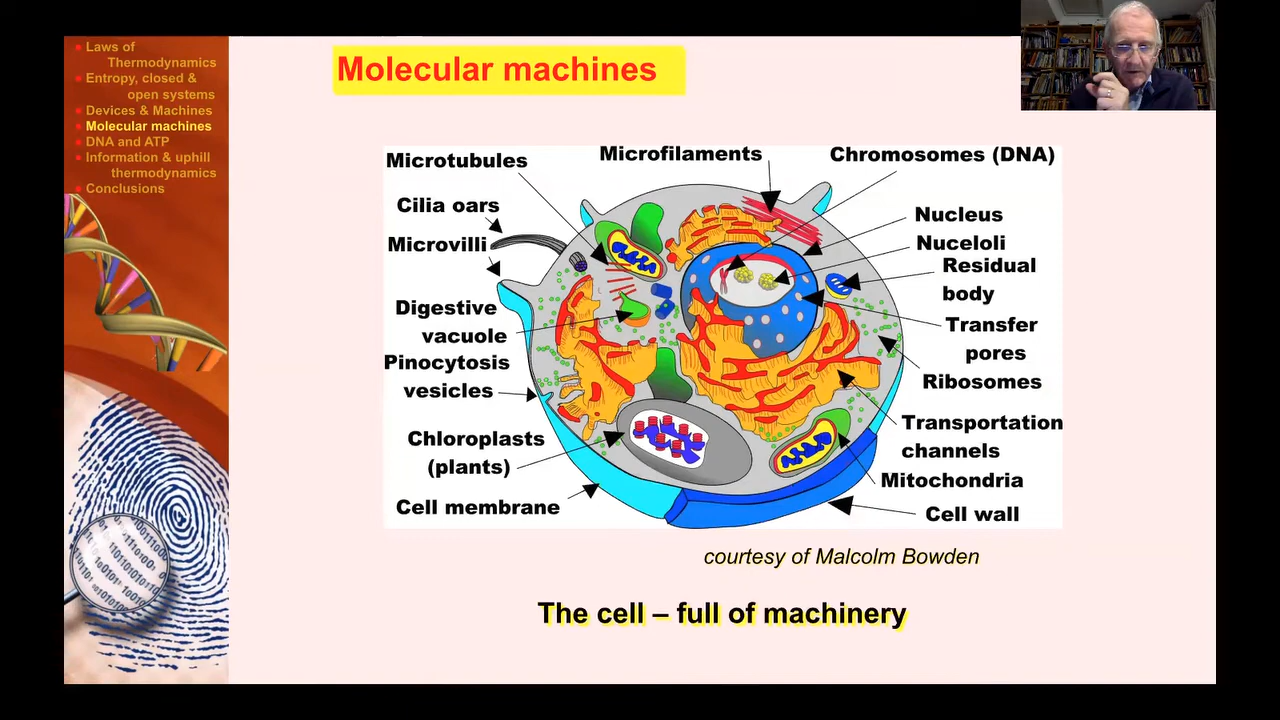 Laws of
Thermodynamics
Entropy, closed &
open systems
Devices & Machines
Molecular machines
DNA and ATP
Information & uphill
thermodynamics
Conclusions
Molecular machines
Microtubules
Microfilaments
Chromosomes (DNA)
Cilia oars
Microvilli
Nucleus
Nuceloli
Residual
body
Digestive
vacuole
Transfer
pores
Pinocytosis
vesicles
Ribosomes
Chloroplasts
(plants)
Transportation
channels
Mitochondria
Cell membrane
Cell wall
courtesy of Malcolm Bowden
The cell – full of machinery